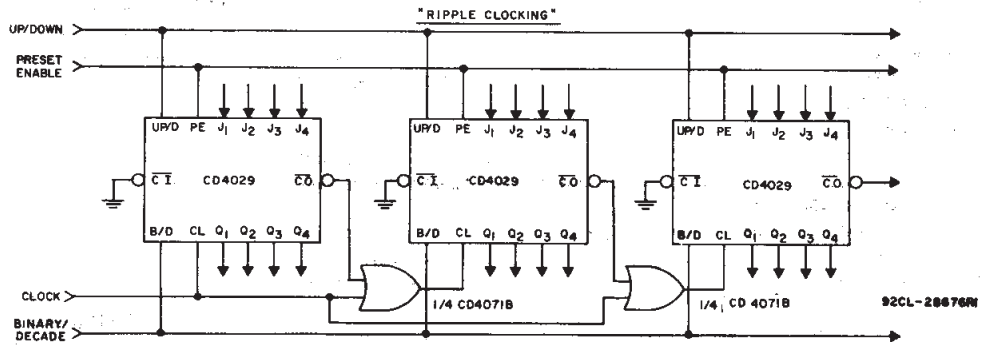 "RIPPLE CLOCKING"
UP/DOWN
PRESET
ENABLE
UP/D PE J1 J2 J3 J4
UP/D PE J1 J2 J3 J4
UP/D PE J1 J2 J3 J4
CI CD4029 CO
CI CD4029 CO
CI CD4029 CO.
B/D CL Q1 Q2 Q3 Q4
B/D CL Q1 Q2 Q3 Q4
B/D CL Q1 Q2 Q3 Q4
CLOCK
1/4 CD4071B
1/4 CD 4071B
92CL-28676R1
BINARY/
DECADE